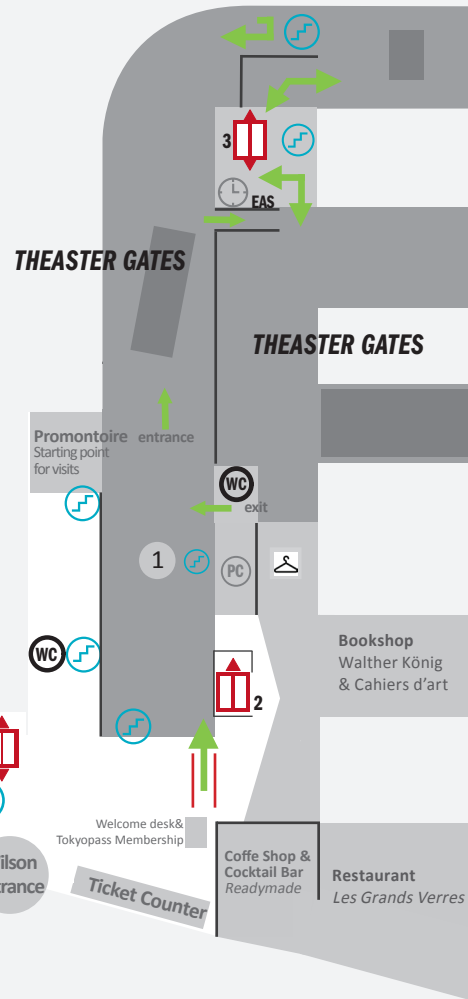 3
EAS
THEASTER GATES
THEASTER GATES
Promontoire
Starting point
for visits
entrance
WC
exit
1
PC
WC
2
Bookshop
Walther König
& Cahiers d'art
Welcome desk&
Tokyopass Membership
Ticket Counter
Coffe Shop &
Cocktail Bar
Readymade
Restaurant
Les Grands Verres